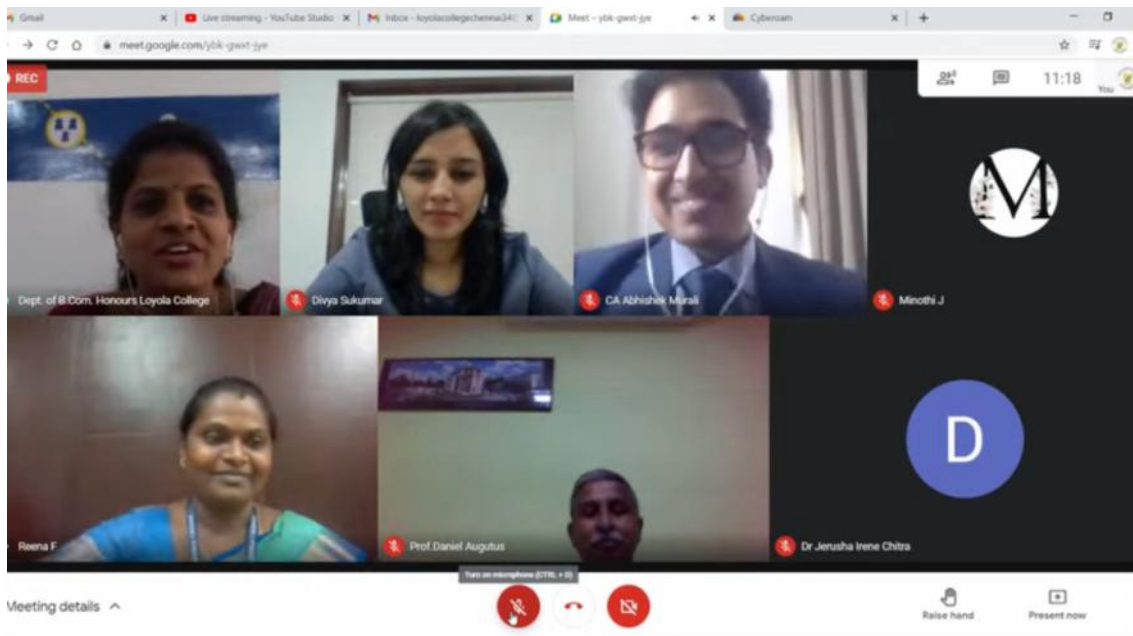 Gmail
Live streaming - YouTube Studio
Inbox - loyolacollegechennai34@
Meet – ybk-gwxt-jye
Cyberoam
meet.google.com/ybk-gwxt-jye
REC
11:18
You
M
Dept. of B.Com. Honours Loyola College
Divya Sukumar
CA Abhishek Murali
Minothi J
D
Reena F
Prof.Daniel Augutus
Dr Jerusha Irene Chitra
Turn on microphone (CTRL + D)
Meeting details
Raise hand
Present now